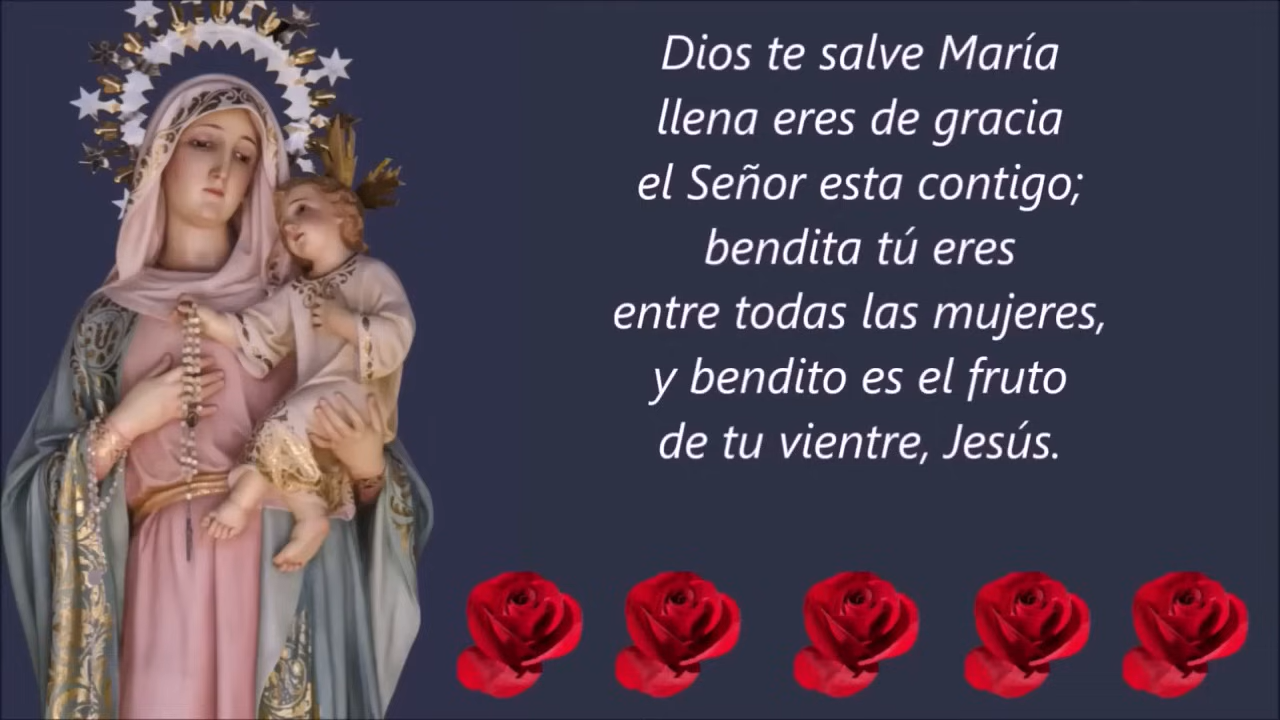 Dios te salve María
llena eres de gracia
el Señor esta contigo;
bendita tú eres
entre todas las mujeres,
y bendito es el fruto
de tu vientre, Jesús.